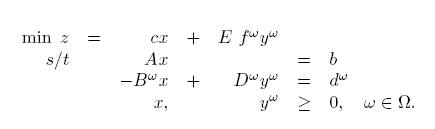 min z = cx + E f^ω y^ω
s/t Ax = b
−B^ω x + D^ω y^ω = d^ω
x, y^ω ≥ 0, ω ∈ Ω.